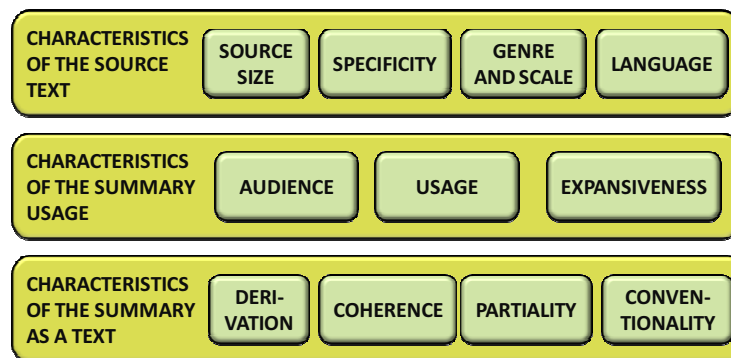 CHARACTERISTICS
OF THE SOURCE
TEXT
SOURCE
SIZE
SPECIFICITY
GENRE
AND SCALE
LANGUAGE
CHARACTERISTICS
OF THE SUMMARY
USAGE
AUDIENCE
USAGE
EXPANSIVENESS
CHARACTERISTICS
OF THE SUMMARY
AS A TEXT
DERI-
VATION
COHERENCE
PARTIALITY
CONVEN-
TIONALITY